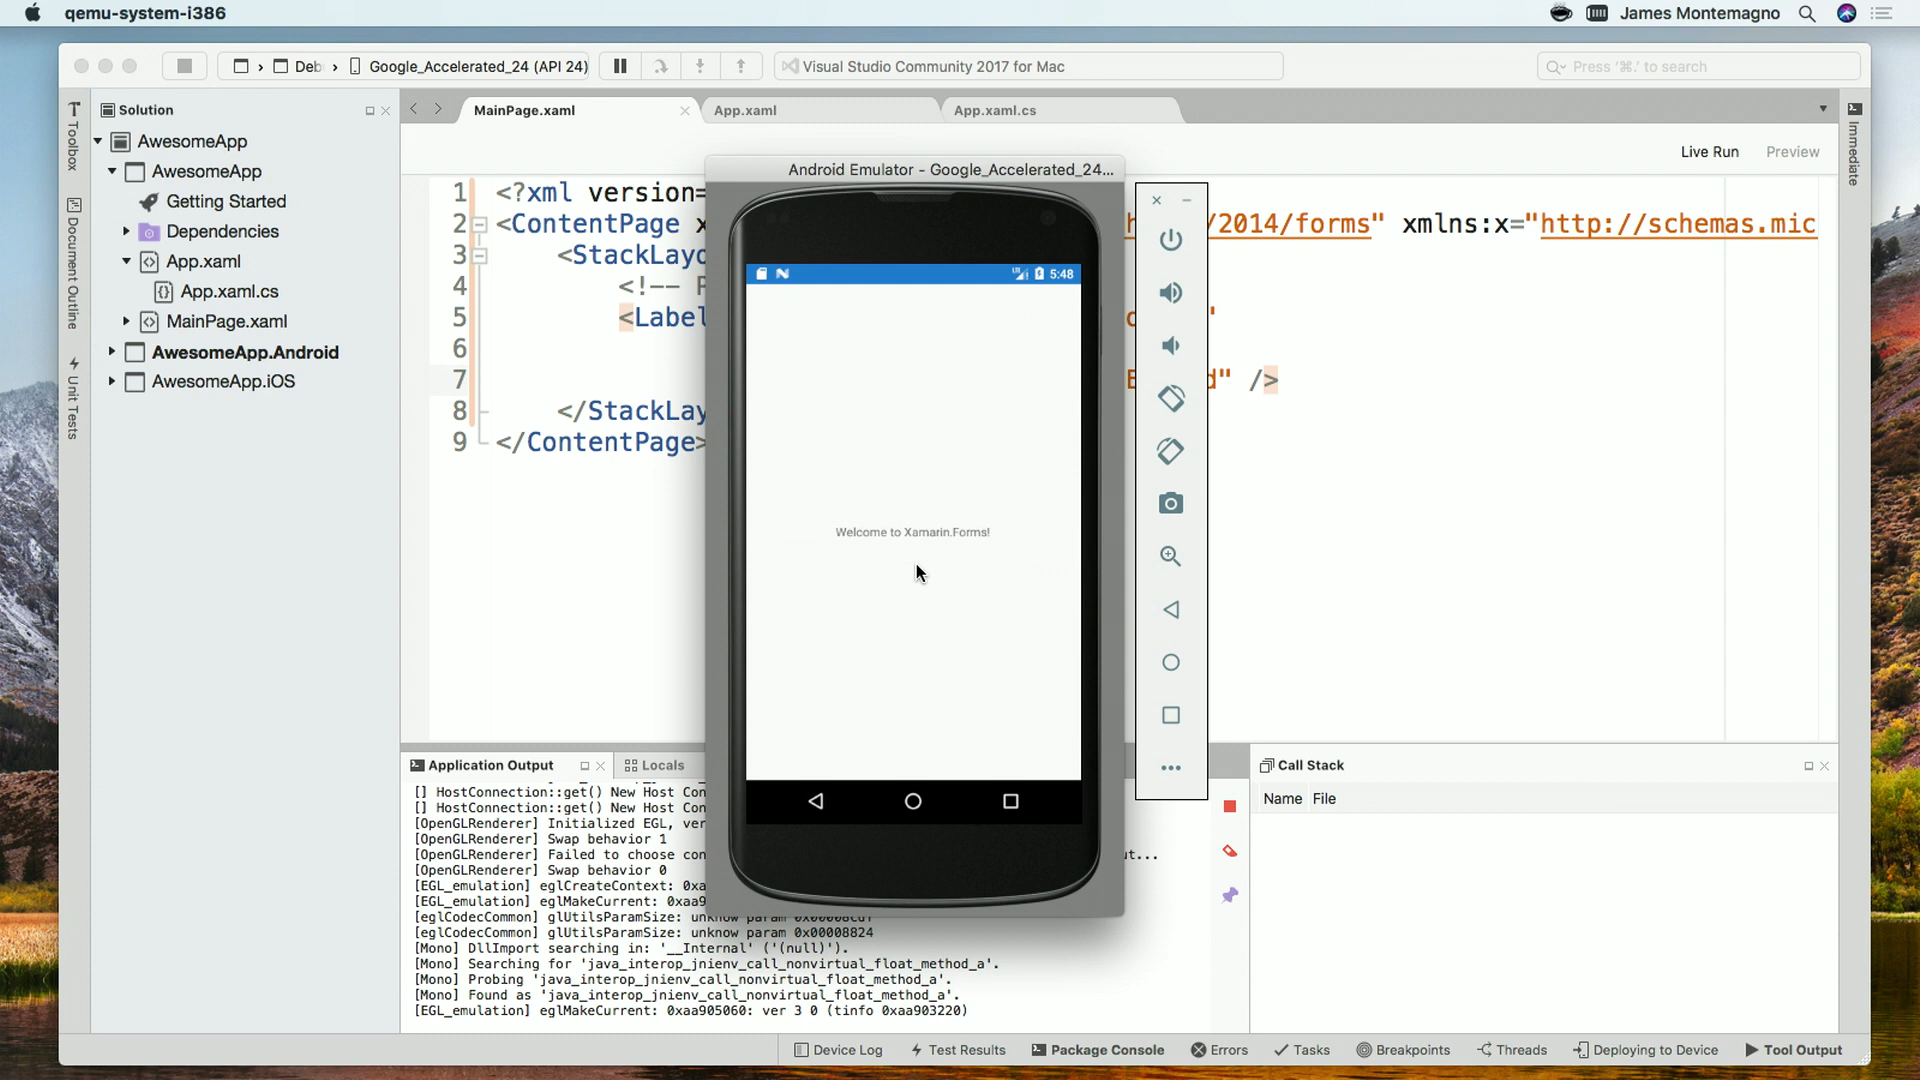 qemu-system-i386
James Montemagno
Deb
Google_Accelerated_24 (API 24)
Visual Studio Community 2017 for Mac
Press '⌘.' to search
Toolbox
Document Outline
Unit Tests
Solution
AwesomeApp
AwesomeApp
Getting Started
Dependencies
App.xaml
App.xaml.cs
MainPage.xaml
AwesomeApp.Android
AwesomeApp.iOS
MainPage.xaml
App.xaml
App.xaml.cs
Live Run
Preview
Immediate
1 <?xml version=
2 <ContentPage x
/2014/forms" xmlns:x="http://schemas.mic
3 <StackLayo
4 <!-- P
5 <Label
6
7
d" />
8 </StackLay
9 </ContentPage>
Android Emulator - Google_Accelerated_24...
5:48
Welcome to Xamarin.Forms!
Application Output
Locals
[] HostConnection::get() New Host Con
[] HostConnection::get() New Host Con
[OpenGLRenderer] Initialized EGL, ver
[OpenGLRenderer] Swap behavior 1
[OpenGLRenderer] Failed to choose con
ut...
[OpenGLRenderer] Swap behavior 0
[EGL_emulation] eglCreateContext: 0xa
[EGL_emulation] eglMakeCurrent: 0xaa9
[eglCodecCommon] glUtilsParamSize: unknow param 0x00008cdf
[eglCodecCommon] glUtilsParamSize: unknow param 0x00008824
[Mono] DllImport searching in: '__Internal' ('(null)').
[Mono] Searching for 'java_interop_jnienv_call_nonvirtual_float_method_a'.
[Mono] Probing 'java_interop_jnienv_call_nonvirtual_float_method_a'.
[Mono] Found as 'java_interop_jnienv_call_nonvirtual_float_method_a'.
[EGL_emulation] eglMakeCurrent: 0xaa905060: ver 3 0 (tinfo 0xaa903220)
Call Stack
Name
File
Device Log
Test Results
Package Console
Errors
Tasks
Breakpoints
Threads
Deploying to Device
Tool Output